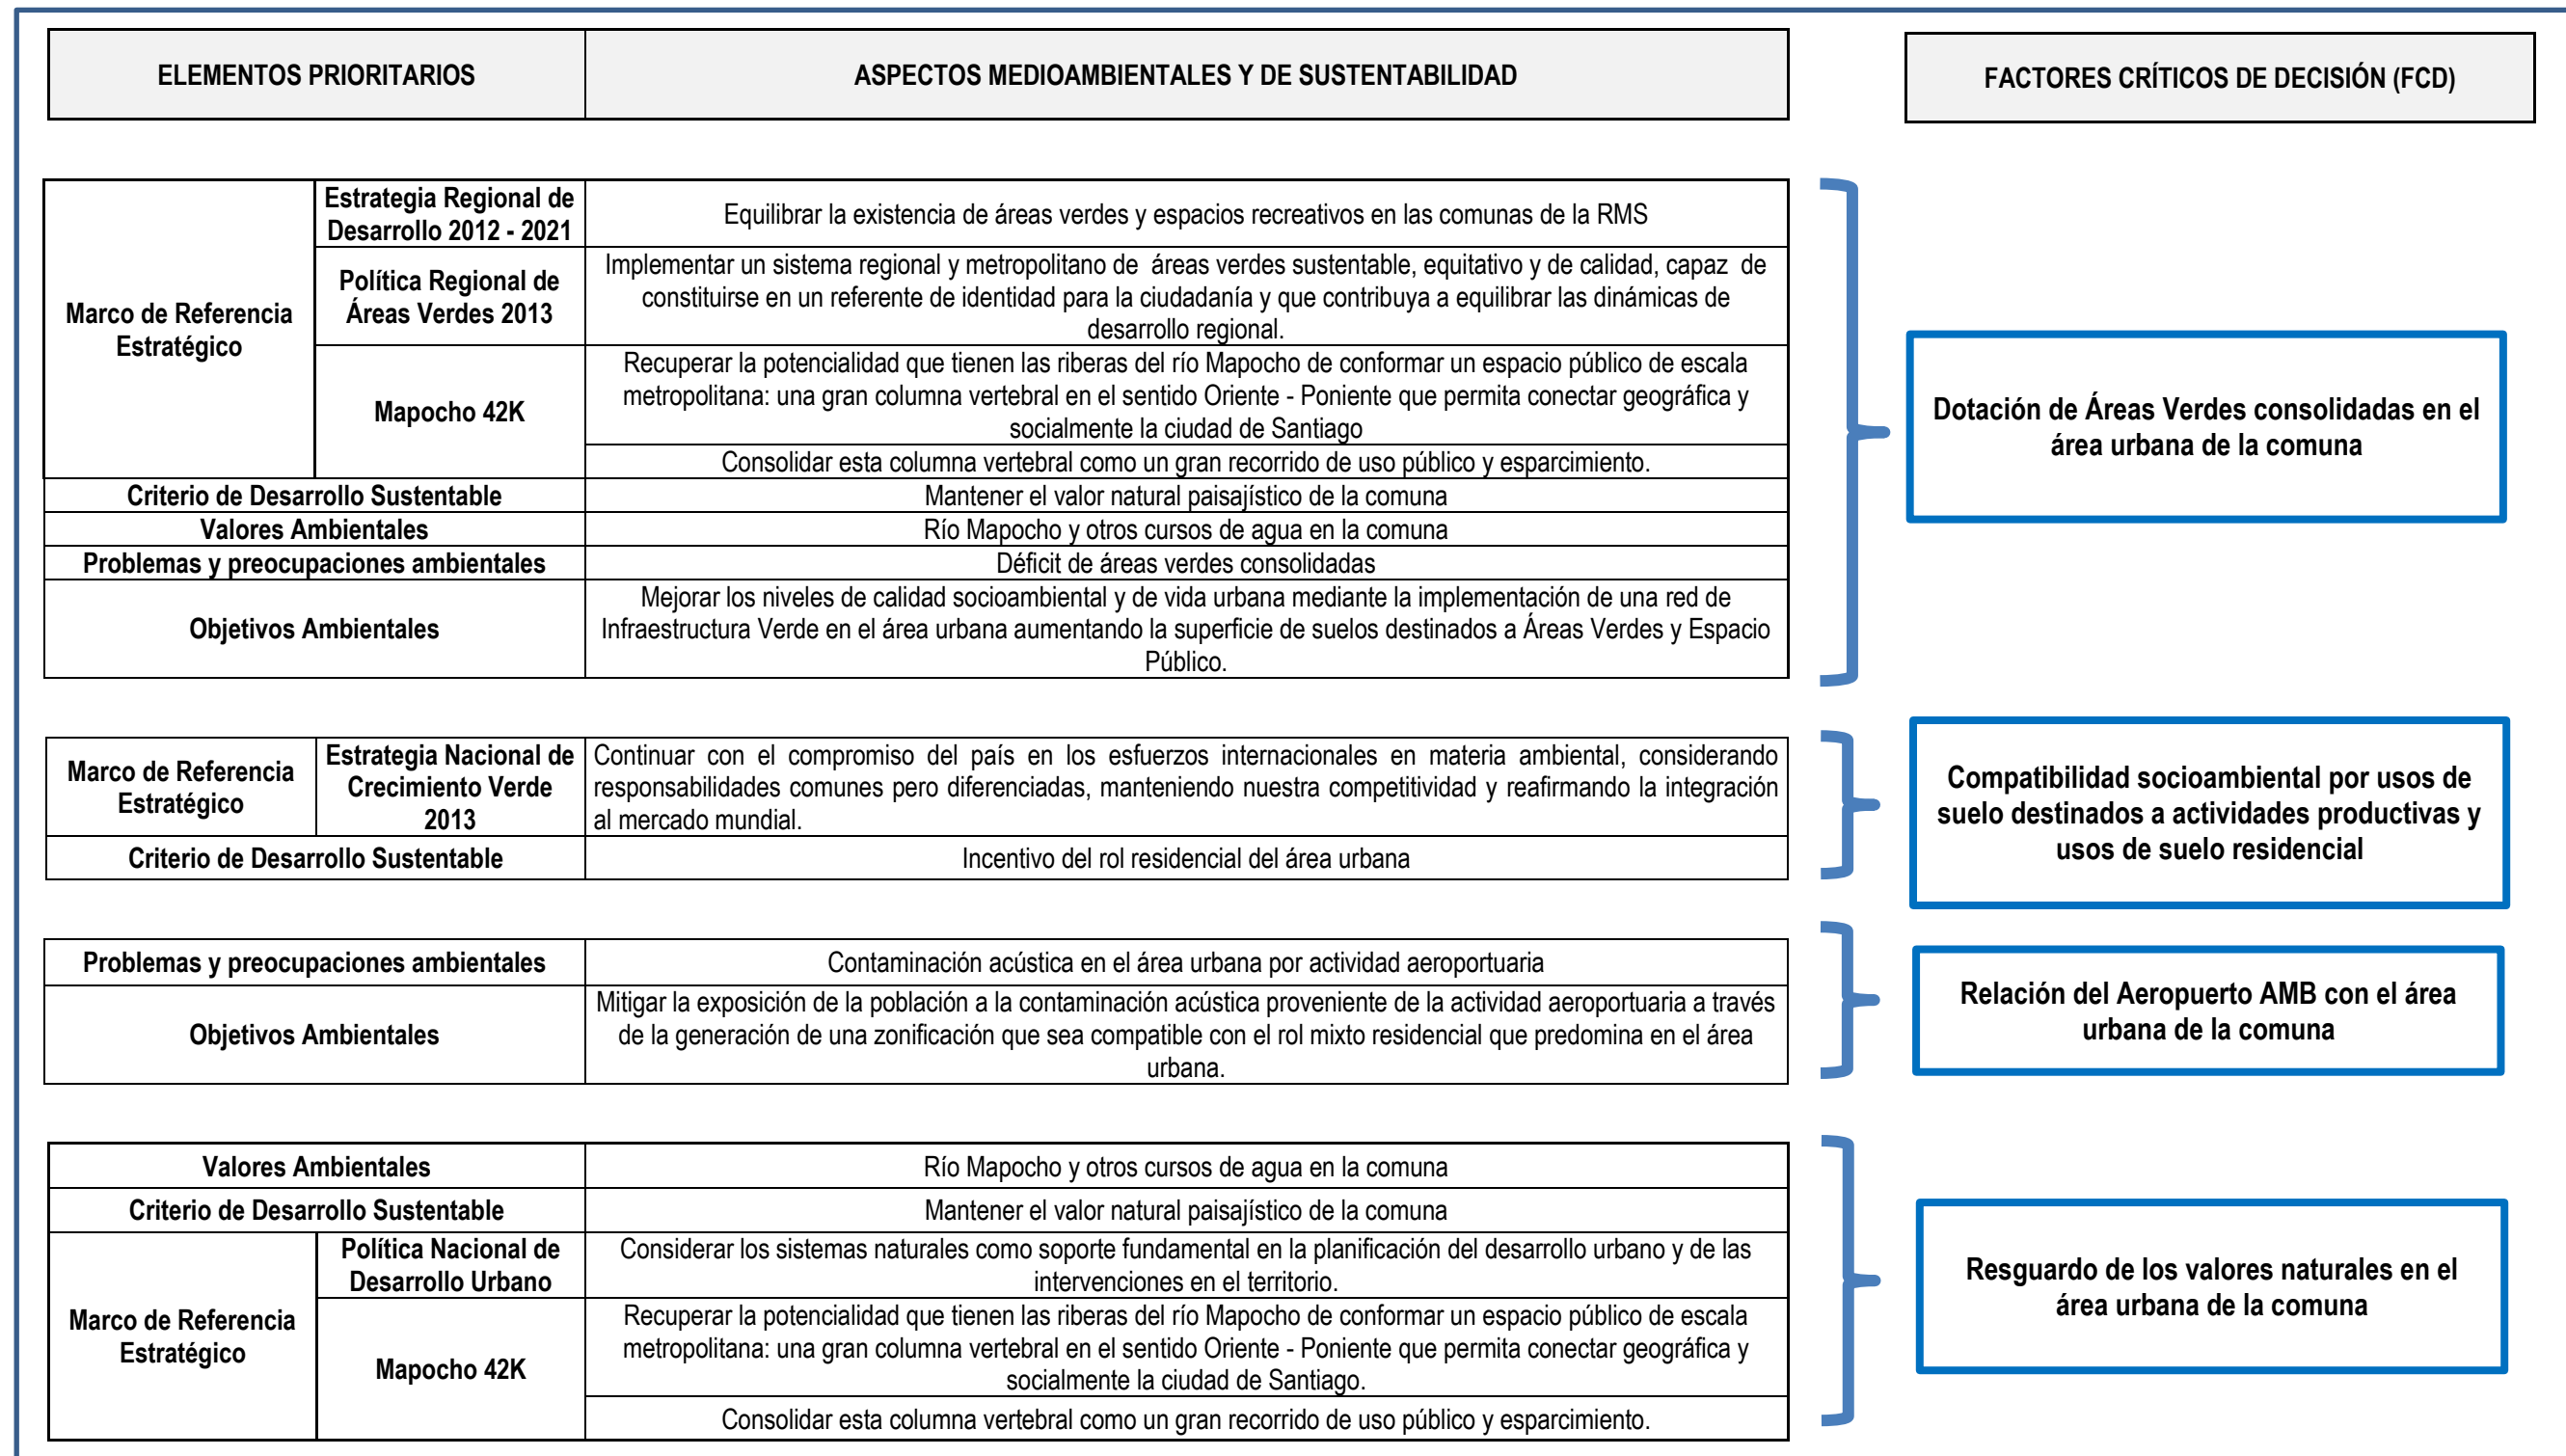 ELEMENTOS PRIORITARIOS
ASPECTOS MEDIOAMBIENTALES Y DE SUSTENTABILIDAD
FACTORES CRÍTICOS DE DECISIÓN (FCD)
Marco de Referencia
Estratégico
Estrategia Regional de
Desarrollo 2012 - 2021
Equilibrar la existencia de áreas verdes y espacios recreativos en las comunas de la RMS
Política Regional de
Áreas Verdes 2013
Implementar un sistema regional y metropolitano de áreas verdes sustentable, equitativo y de calidad, capaz de
constituirse en un referente de identidad para la ciudadanía y que contribuya a equilibrar las dinámicas de
desarrollo regional.
Mapocho 42K
Recuperar la potencialidad que tienen las riberas del río Mapocho de conformar un espacio público de escala
metropolitana: una gran columna vertebral en el sentido Oriente - Poniente que permita conectar geográfica y
socialmente la ciudad de Santiago
Consolidar esta columna vertebral como un gran recorrido de uso público y esparcimiento.
Criterio de Desarrollo Sustentable
Mantener el valor natural paisajístico de la comuna
Valores Ambientales
Río Mapocho y otros cursos de agua en la comuna
Problemas y preocupaciones ambientales
Déficit de áreas verdes consolidadas
Objetivos Ambientales
Mejorar los niveles de calidad socioambiental y de vida urbana mediante la implementación de una red de
Infraestructura Verde en el área urbana aumentando la superficie de suelos destinados a Áreas Verdes y Espacio
Público.
Dotación de Áreas Verdes consolidadas en el
área urbana de la comuna
Marco de Referencia
Estratégico
Estrategia Nacional de
Crecimiento Verde
2013
Continuar con el compromiso del país en los esfuerzos internacionales en materia ambiental, considerando
responsabilidades comunes pero diferenciadas, manteniendo nuestra competitividad y reafirmando la integración
al mercado mundial.
Criterio de Desarrollo Sustentable
Incentivo del rol residencial del área urbana
Compatibilidad socioambiental por usos de
suelo destinados a actividades productivas y
usos de suelo residencial
Problemas y preocupaciones ambientales
Contaminación acústica en el área urbana por actividad aeroportuaria
Objetivos Ambientales
Mitigar la exposición de la población a la contaminación acústica proveniente de la actividad aeroportuaria a través
de la generación de una zonificación que sea compatible con el rol mixto residencial que predomina en el área
urbana.
Relación del Aeropuerto AMB con el área
urbana de la comuna
Valores Ambientales
Río Mapocho y otros cursos de agua en la comuna
Criterio de Desarrollo Sustentable
Mantener el valor natural paisajístico de la comuna
Marco de Referencia
Estratégico
Política Nacional de
Desarrollo Urbano
Considerar los sistemas naturales como soporte fundamental en la planificación del desarrollo urbano y de las
intervenciones en el territorio.
Mapocho 42K
Recuperar la potencialidad que tienen las riberas del río Mapocho de conformar un espacio público de escala
metropolitana: una gran columna vertebral en el sentido Oriente - Poniente que permita conectar geográfica y
socialmente la ciudad de Santiago.
Consolidar esta columna vertebral como un gran recorrido de uso público y esparcimiento.
Resguardo de los valores naturales en el
área urbana de la comuna